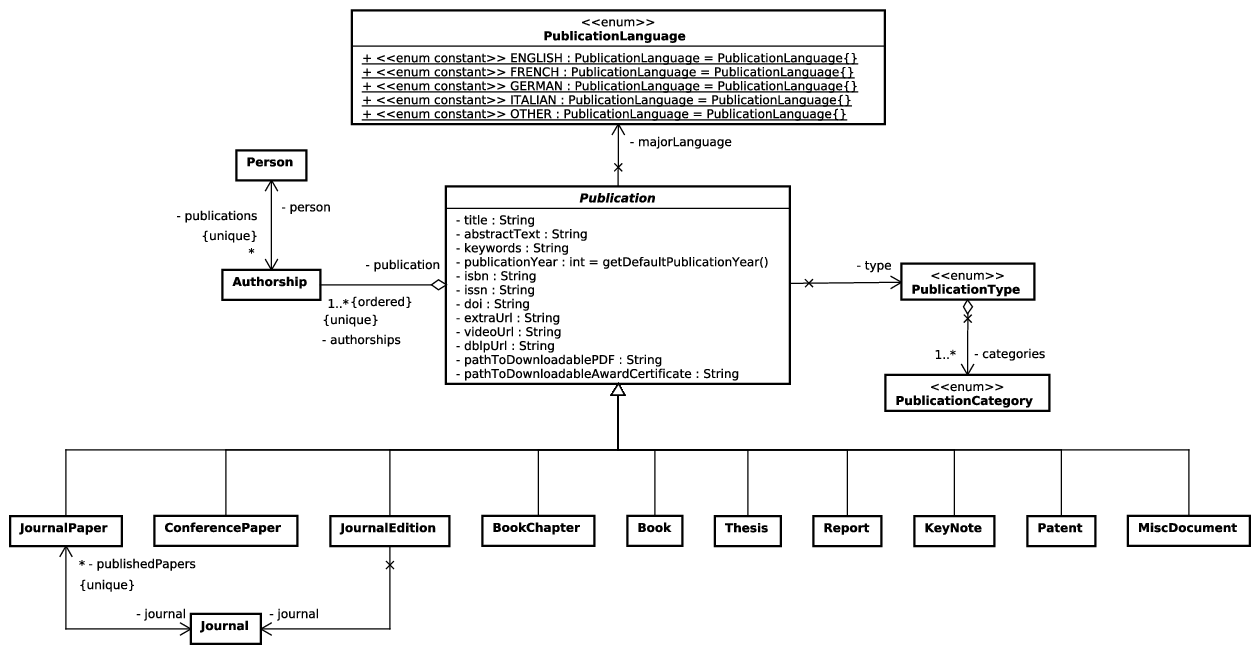 <<enum>>
PublicationLanguage
+ <<enum constant>> ENGLISH : PublicationLanguage = PublicationLanguage{}
+ <<enum constant>> FRENCH : PublicationLanguage = PublicationLanguage{}
+ <<enum constant>> GERMAN : PublicationLanguage = PublicationLanguage{}
+ <<enum constant>> ITALIAN : PublicationLanguage = PublicationLanguage{}
+ <<enum constant>> OTHER : PublicationLanguage = PublicationLanguage{}
- majorLanguage
Person
- person
- publications
{unique}
*
Authorship
- publication
1..* {ordered}
{unique}
- authorships
Publication
- title : String
- abstractText : String
- keywords : String
- publicationYear : int = getDefaultPublicationYear()
- isbn : String
- issn : String
- doi : String
- extraUrl : String
- videoUrl : String
- dblpUrl : String
- pathToDownloadablePDF : String
- pathToDownloadableAwardCertificate : String
- type
<<enum>>
PublicationType
1..* - categories
<<enum>>
PublicationCategory
JournalPaper
ConferencePaper
JournalEdition
BookChapter
Book
Thesis
Report
KeyNote
Patent
MiscDocument
* - publishedPapers
{unique}
- journal
- journal
Journal